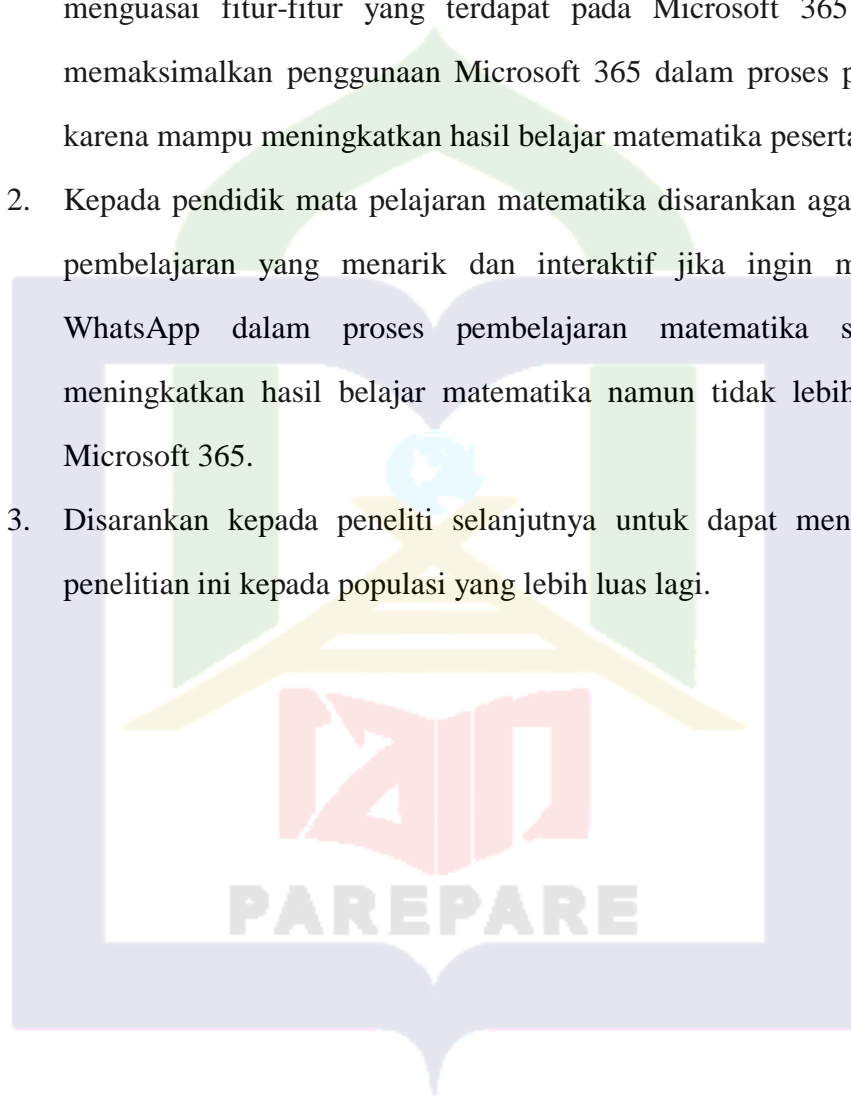 menguasai fitur-fitur yang terdapat pada Microsoft 365
memaksimalkan penggunaan Microsoft 365 dalam proses p
karena mampu meningkatkan hasil belajar matematika peserta
2. Kepada pendidik mata pelajaran matematika disarankan aga
pembelajaran yang menarik dan interaktif jika ingin m
WhatsApp dalam proses pembelajaran matematika s
meningkatkan hasil belajar matematika namun tidak lebih
Microsoft 365.
3. Disarankan kepada peneliti selanjutnya untuk dapat men
penelitian ini kepada populasi yang lebih luas lagi.
PAREPARE